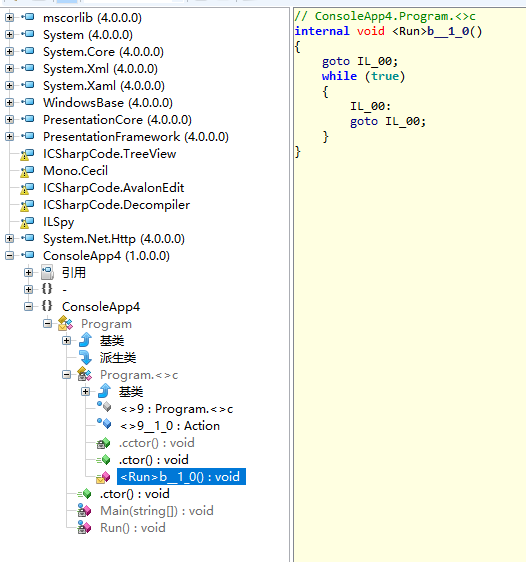 mscorlib (4.0.0.0)
System (4.0.0.0)
System.Core (4.0.0.0)
System.Xml (4.0.0.0)
System.Xaml (4.0.0.0)
WindowsBase (4.0.0.0)
PresentationCore (4.0.0.0)
PresentationFramework (4.0.0.0)
ICSharpCode.TreeView
Mono.Cecil
ICSharpCode.AvalonEdit
ICSharpCode.Decompiler
ILSpy
System.Net.Http (4.0.0.0)
ConsoleApp4 (1.0.0.0)
引用
{} -
{} ConsoleApp4
Program
基类
派生类
Program.<>c
基类
<>9 : Program.<>c
<>9__1_0 : Action
.cctor() : void
.ctor() : void
<Run>b__1_0() : void
.ctor() : void
Main(string[]) : void
Run() : void
// ConsoleApp4.Program.<>c
internal void <Run>b__1_0()
{
goto IL_00;
while (true)
{
IL_00:
goto IL_00;
}
}